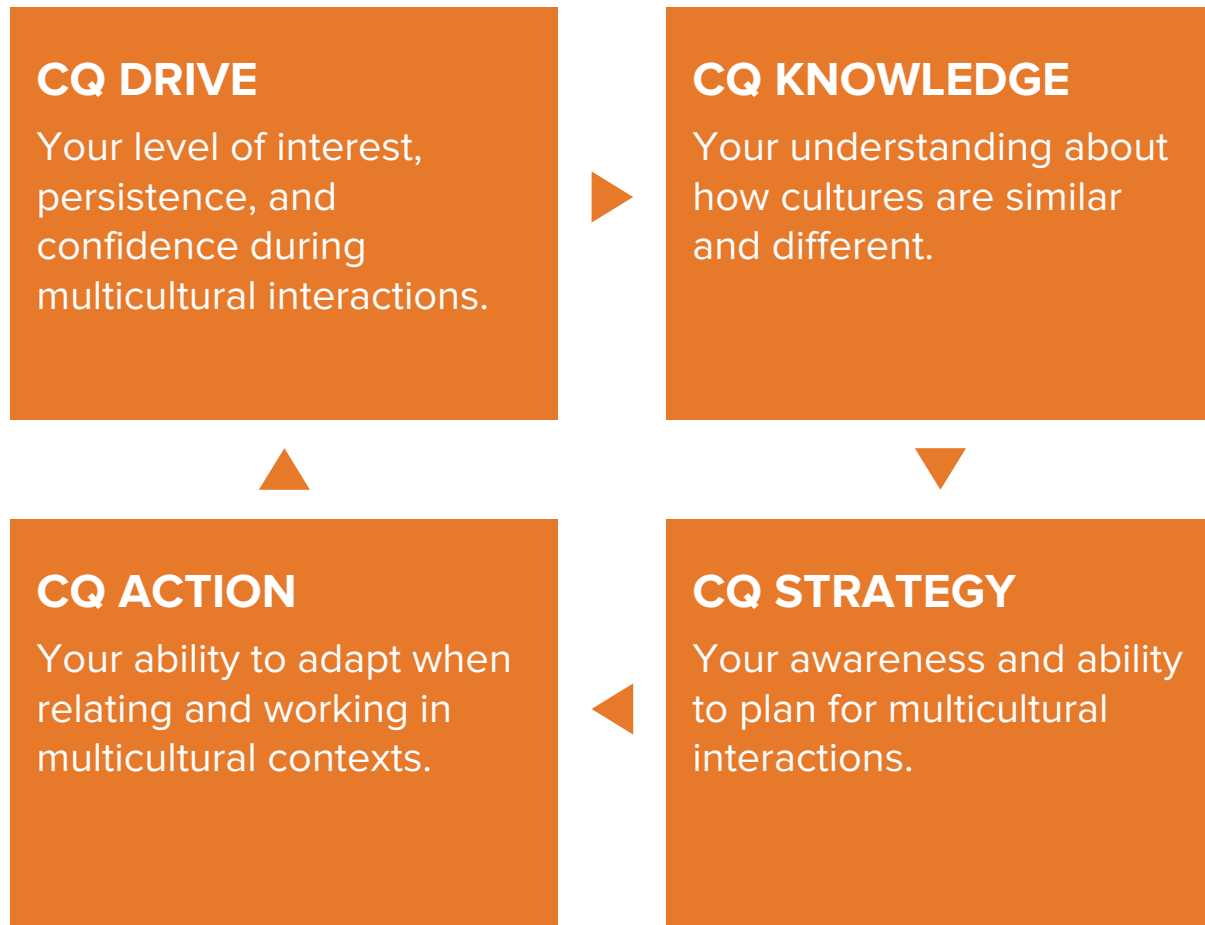 CQ DRIVE
Your level of interest,
persistence, and
confidence during
multicultural interactions.
CQ KNOWLEDGE
Your understanding about
how cultures are similar
and different.
CQ ACTION
Your ability to adapt when
relating and working in
multicultural contexts.
CQ STRATEGY
Your awareness and ability
to plan for multicultural
interactions.